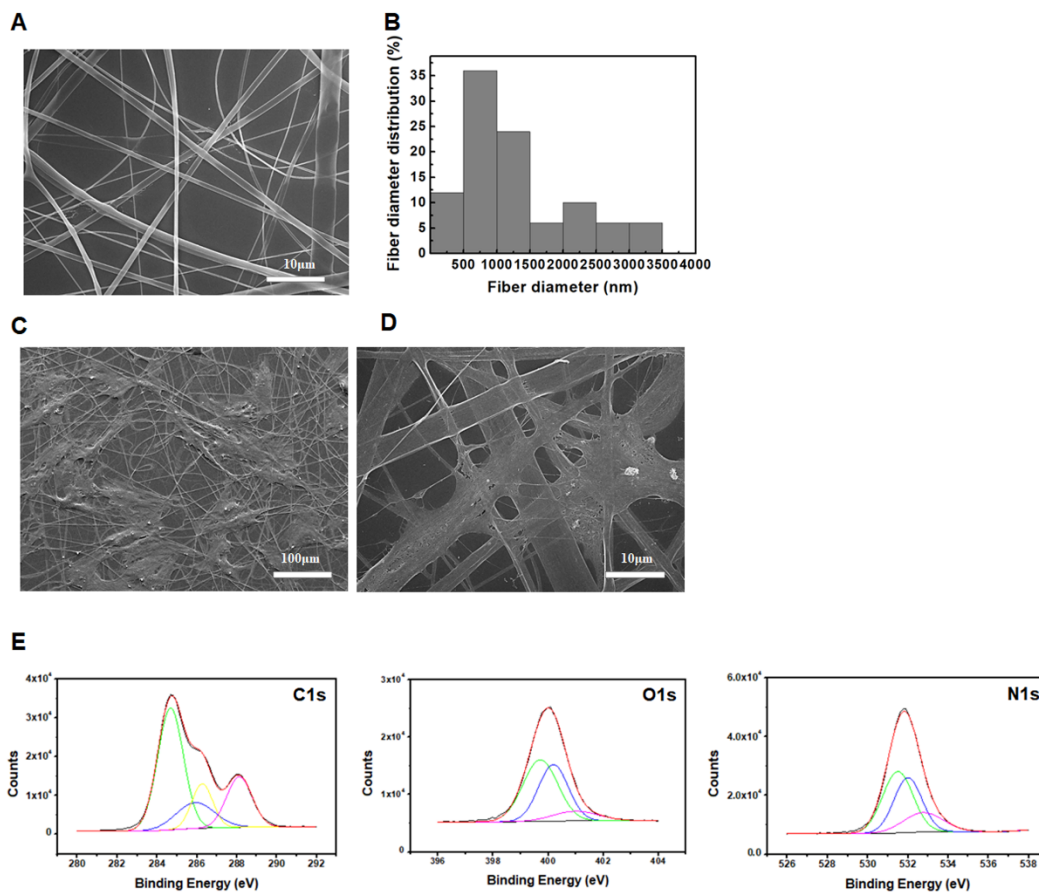 A
10μm
B
Fiber diameter distribution (%)
35
30
25
20
15
10
5
0
500 1000 1500 2000 2500 3000 3500 4000
Fiber diameter (nm)
C
100μm
D
10μm
E
C1s
Counts
4x10⁴
3x10⁴
2x10⁴
1x10⁴
0
280 282 284 286 288 290 292
Binding Energy (eV)
O1s
Counts
3x10⁴
2x10⁴
1x10⁴
0
396 398 400 402 404
Binding Energy (eV)
N1s
Counts
6.0x10⁴
4.0x10⁴
2.0x10⁴
0.0
526 528 530 532 534 536 538
Binding Energy (eV)